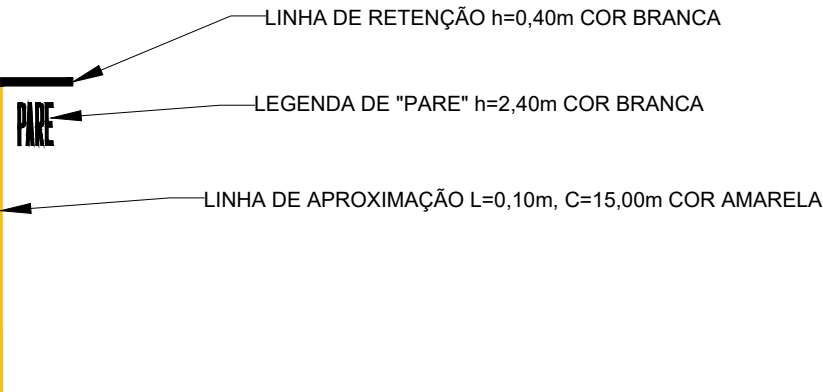 LINHA DE RETENÇÃO h=0,40m COR BRANCA
LEGENDA DE "PARE" h=2,40m COR BRANCA
PARE
LINHA DE APROXIMAÇÃO L=0,10m, C=15,00m COR AMARELA